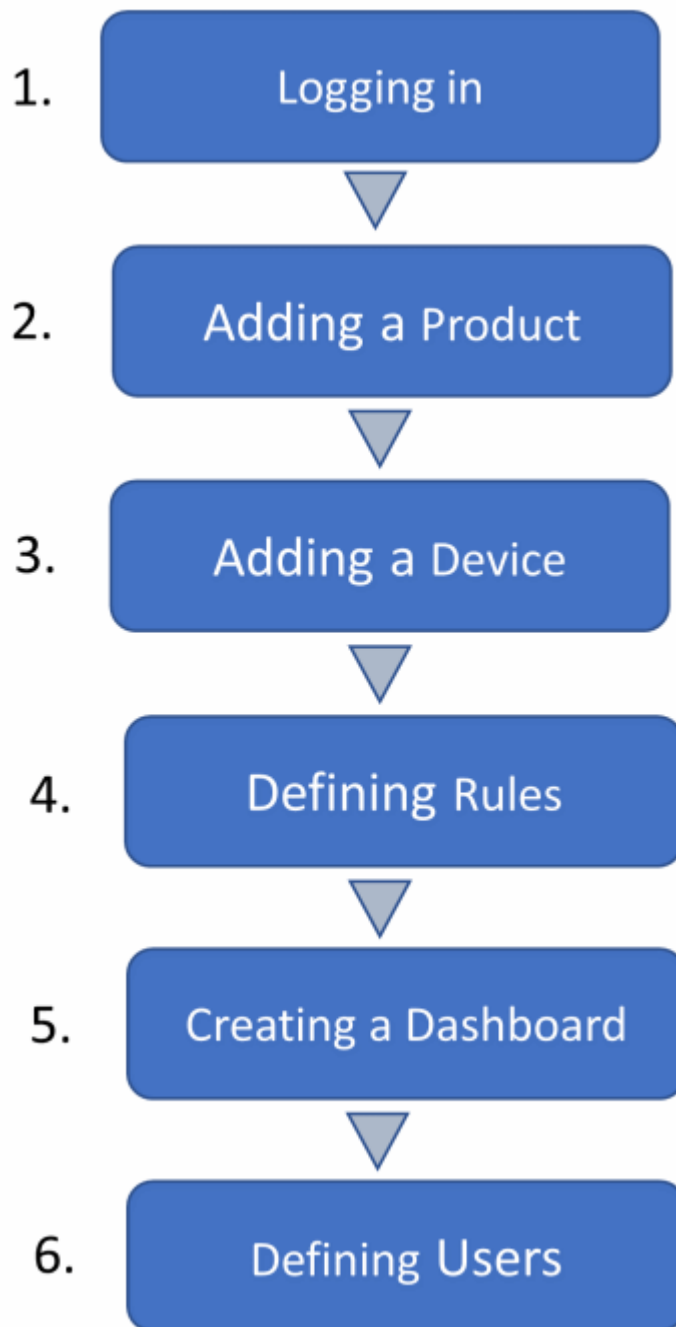 1. Logging in
2. Adding a Product
3. Adding a Device
4. Defining Rules
5. Creating a Dashboard
6. Defining Users